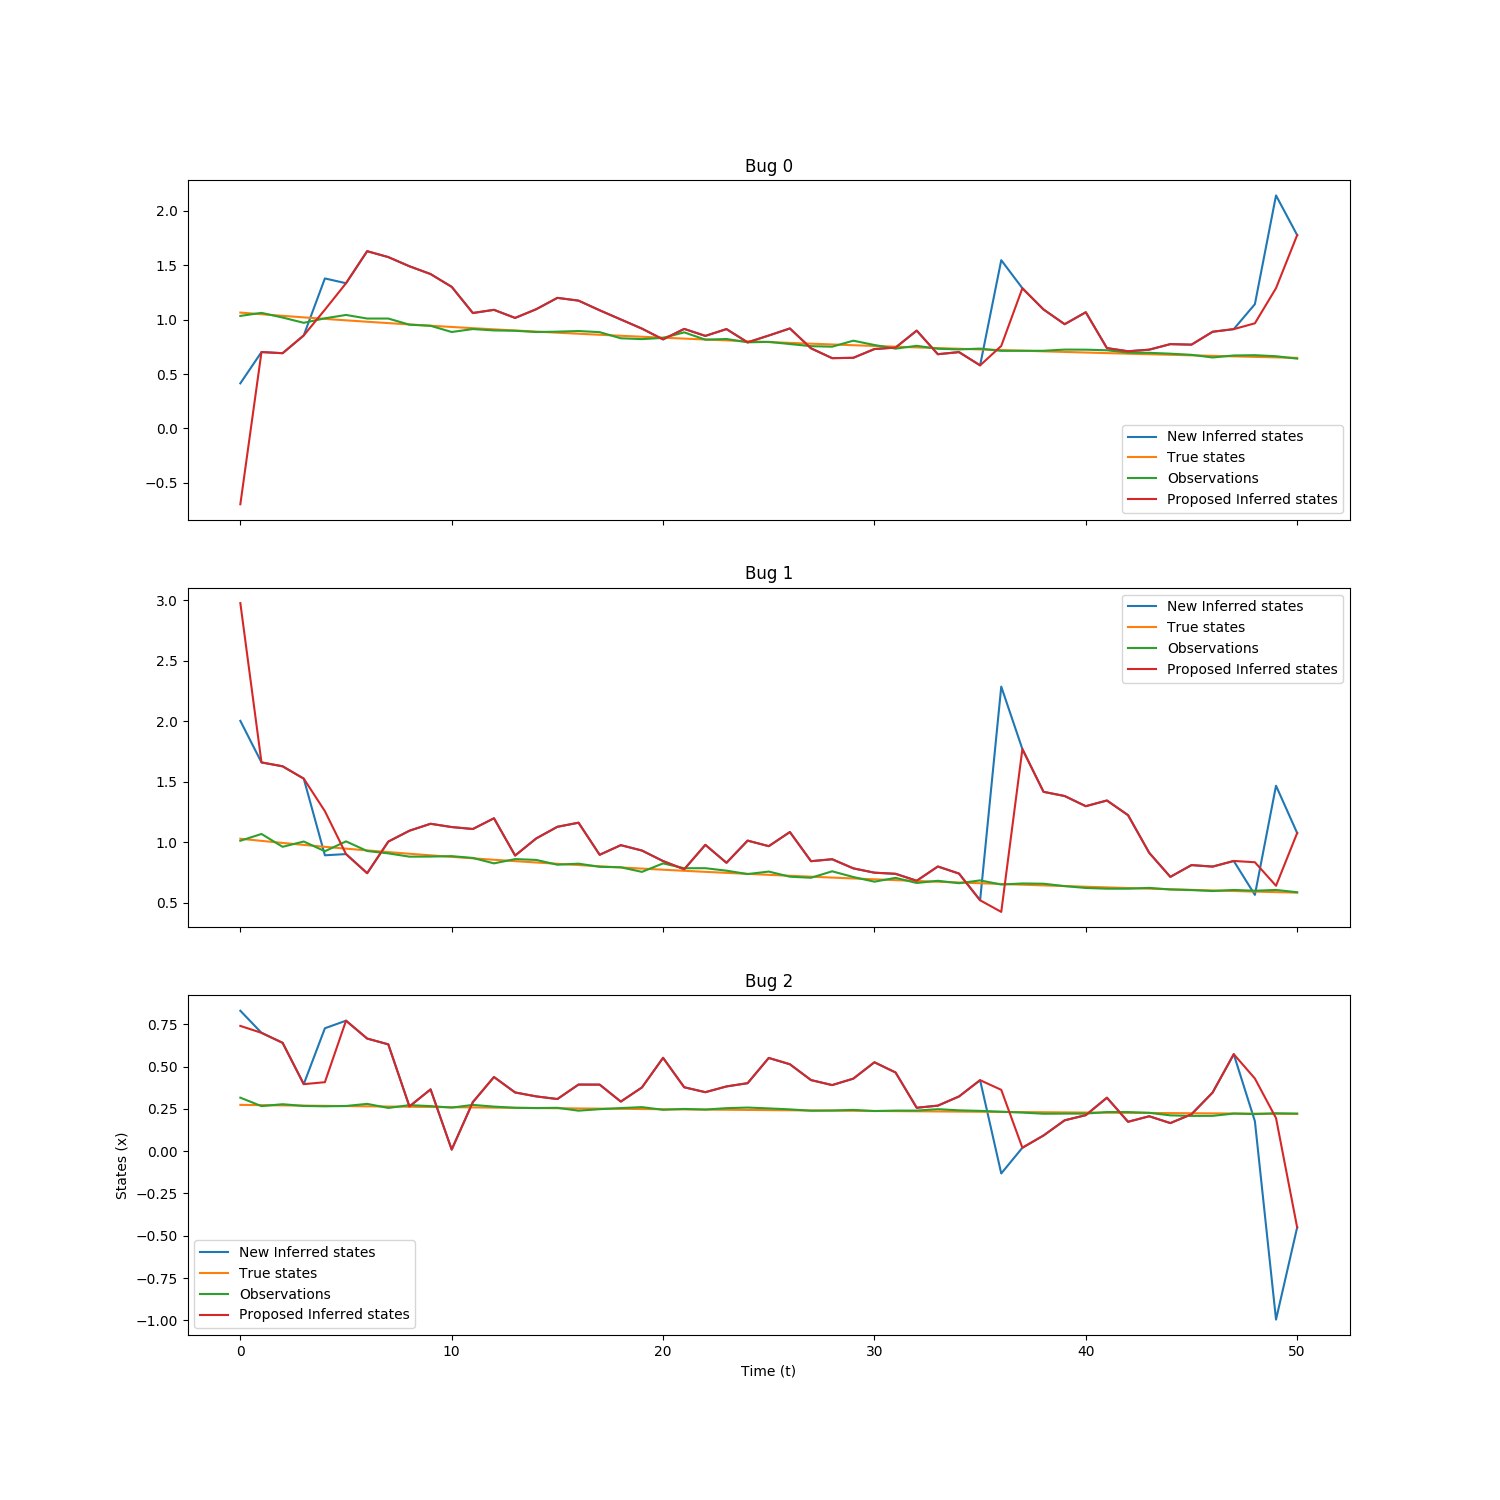 Bug 0
2.0
1.5
1.0
0.5
0.0
−0.5
New Inferred states
True states
Observations
Proposed Inferred states
Bug 1
3.0
2.5
2.0
1.5
1.0
0.5
New Inferred states
True states
Observations
Proposed Inferred states
Bug 2
States (x)
0.75
0.50
0.25
0.00
−0.25
−0.50
−0.75
−1.00
New Inferred states
True states
Observations
Proposed Inferred states
0 10 20 30 40 50
Time (t)